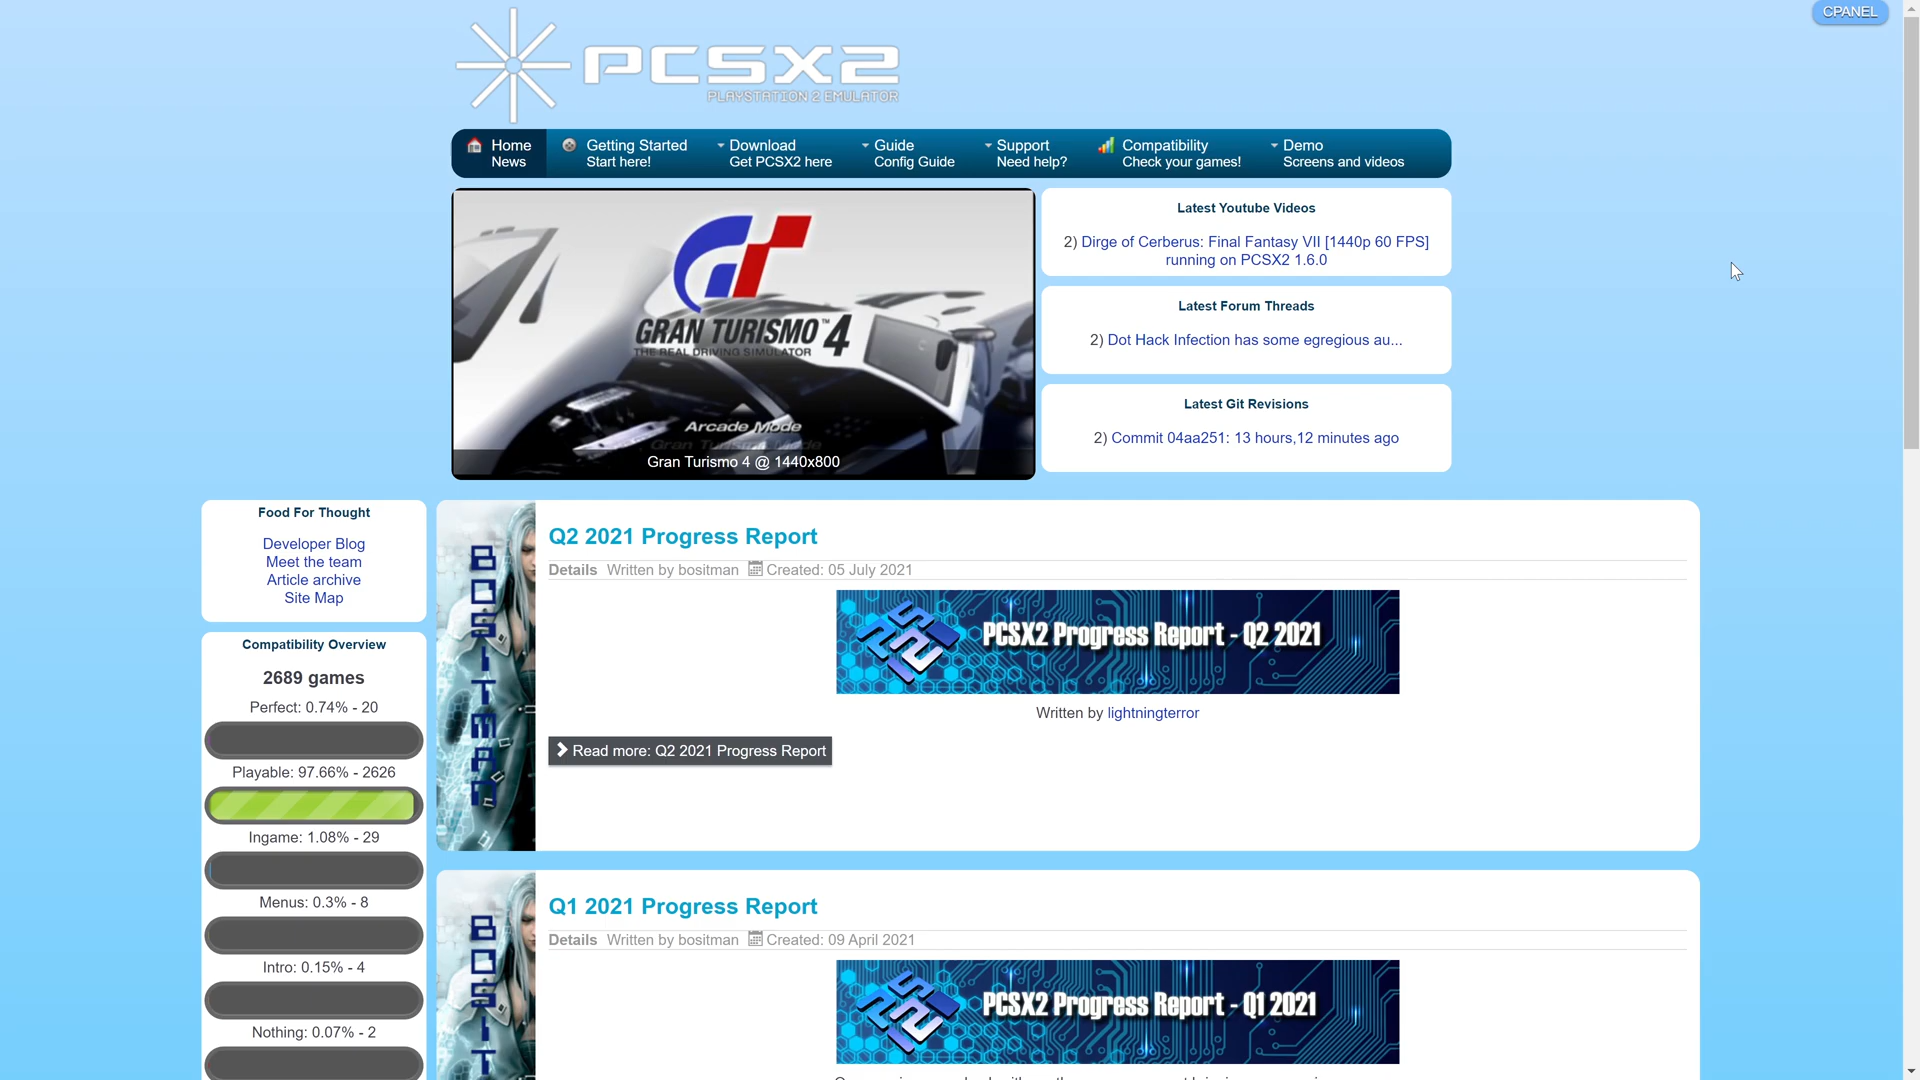 CPANEL
PCSX2
PLAYSTATION 2 EMULATOR
Home
News
Getting Started
Start here!
Download
Get PCSX2 here
Guide
Config Guide
Support
Need help?
Compatibility
Check your games!
Demo
Screens and videos
GRAN TURISMO 4
THE REAL DRIVING SIMULATOR
Arcade Mode
Gran Turismo Mode
Gran Turismo 4 @ 1440x800
Latest Youtube Videos
2) Dirge of Cerberus: Final Fantasy VII [1440p 60 FPS]
running on PCSX2 1.6.0
Latest Forum Threads
2) Dot Hack Infection has some egregious au...
Latest Git Revisions
2) Commit 04aa251: 13 hours,12 minutes ago
Food For Thought
Developer Blog
Meet the team
Article archive
Site Map
Compatibility Overview
2689 games
Perfect: 0.74% - 20
Playable: 97.66% - 2626
Ingame: 1.08% - 29
Menus: 0.3% - 8
Intro: 0.15% - 4
Nothing: 0.07% - 2
BOSITMAN
Q2 2021 Progress Report
Details Written by bositman Created: 05 July 2021
PCSX2 Progress Report - Q2 2021
Written by lightningterror
Read more: Q2 2021 Progress Report
BOSIT
Q1 2021 Progress Report
Details Written by bositman Created: 09 April 2021
PCSX2 Progress Report - Q1 2021